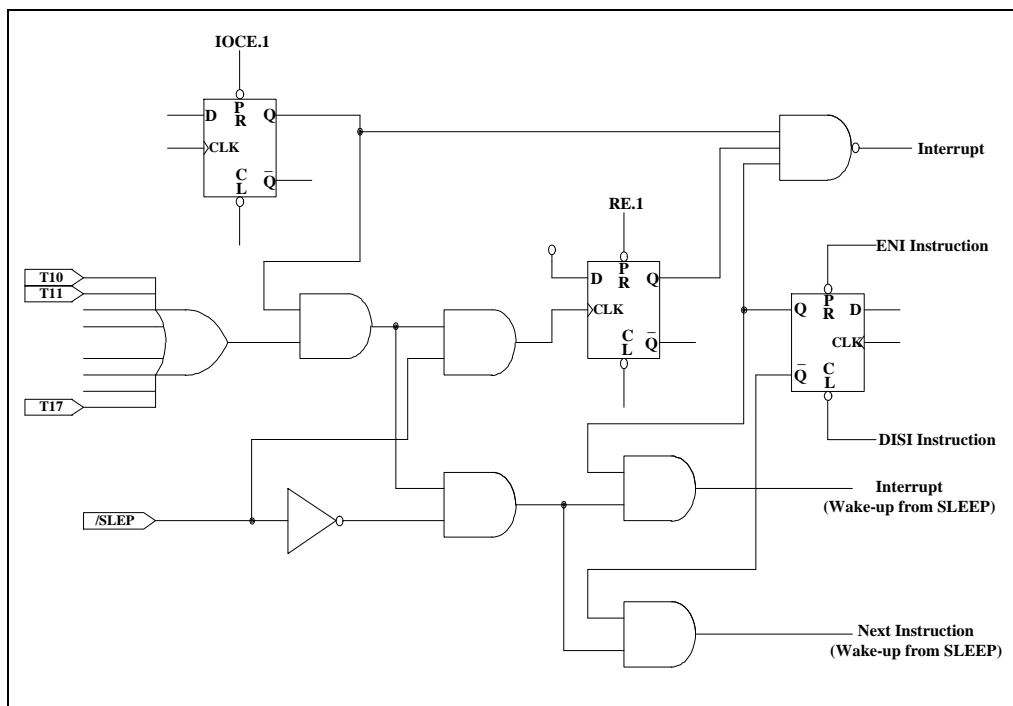 IOCE.1
D
P
R
Q
CLK
C
L
Q̅
Interrupt
RE.1
D
P
R
Q
CLK
C
L
Q̅
ENI Instruction
Q
P
R
D
CLK
Q̅
C
L
DISI Instruction
T10
T11
T17
/SLEP
Interrupt
(Wake-up from SLEEP)
Next Instruction
(Wake-up from SLEEP)